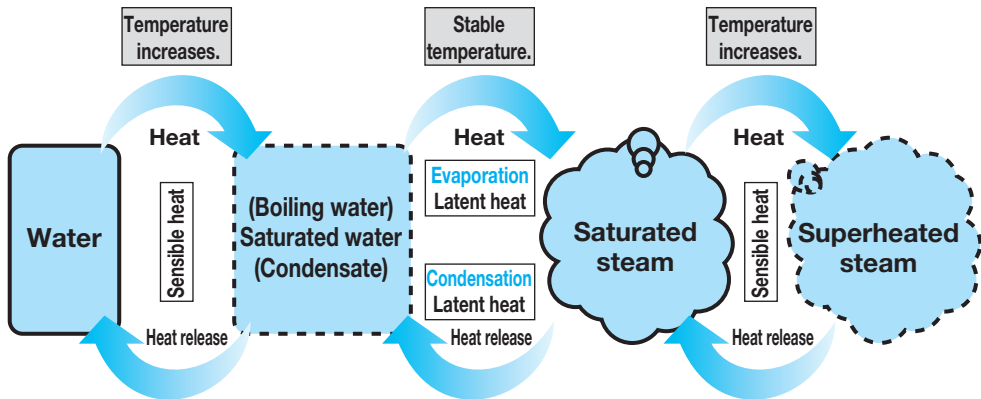 Temperature
increases.
Stable
temperature.
Temperature
increases.
Heat
Heat
Heat
Water
Sensible heat
(Boiling water)
Saturated water
(Condensate)
Evaporation
Latent heat
Condensation
Latent heat
Saturated
steam
Sensible heat
Superheated
steam
Heat release
Heat release
Heat release